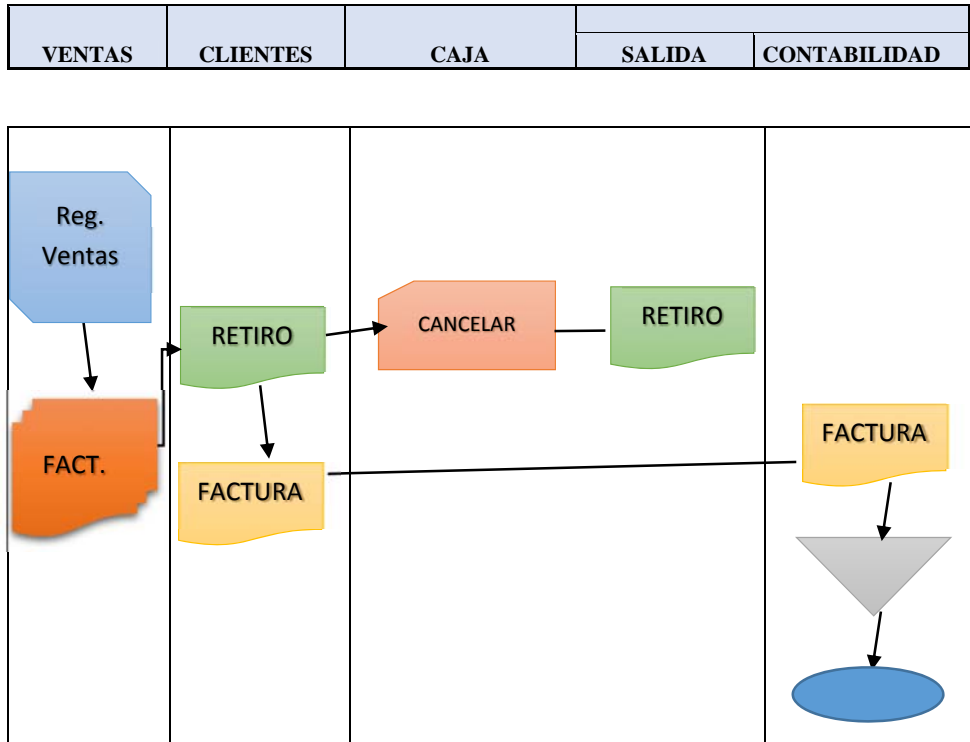 VENTAS CLIENTES CAJA SALIDA CONTABILIDAD
Reg.
Ventas
RETIRO
CANCELAR
RETIRO
FACT.
FACTURA
FACTURA